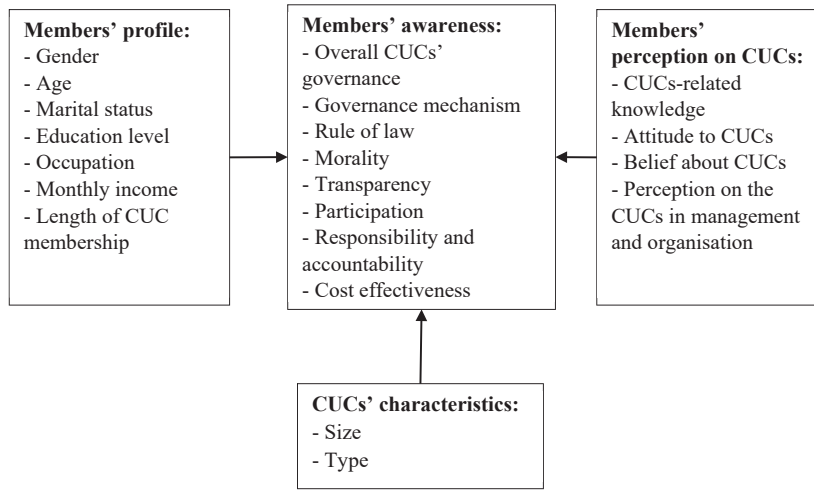 Members’ profile:
- Gender
- Age
- Marital status
- Education level
- Occupation
- Monthly income
- Length of CUC
membership
Members’ awareness:
- Overall CUCs’
governance
- Governance mechanism
- Rule of law
- Morality
- Transparency
- Participation
- Responsibility and
accountability
- Cost effectiveness
Members’
perception on CUCs:
- CUCs-related
knowledge
- Attitude to CUCs
- Belief about CUCs
- Perception on the
CUCs in management
and organisation
CUCs’ characteristics:
- Size
- Type